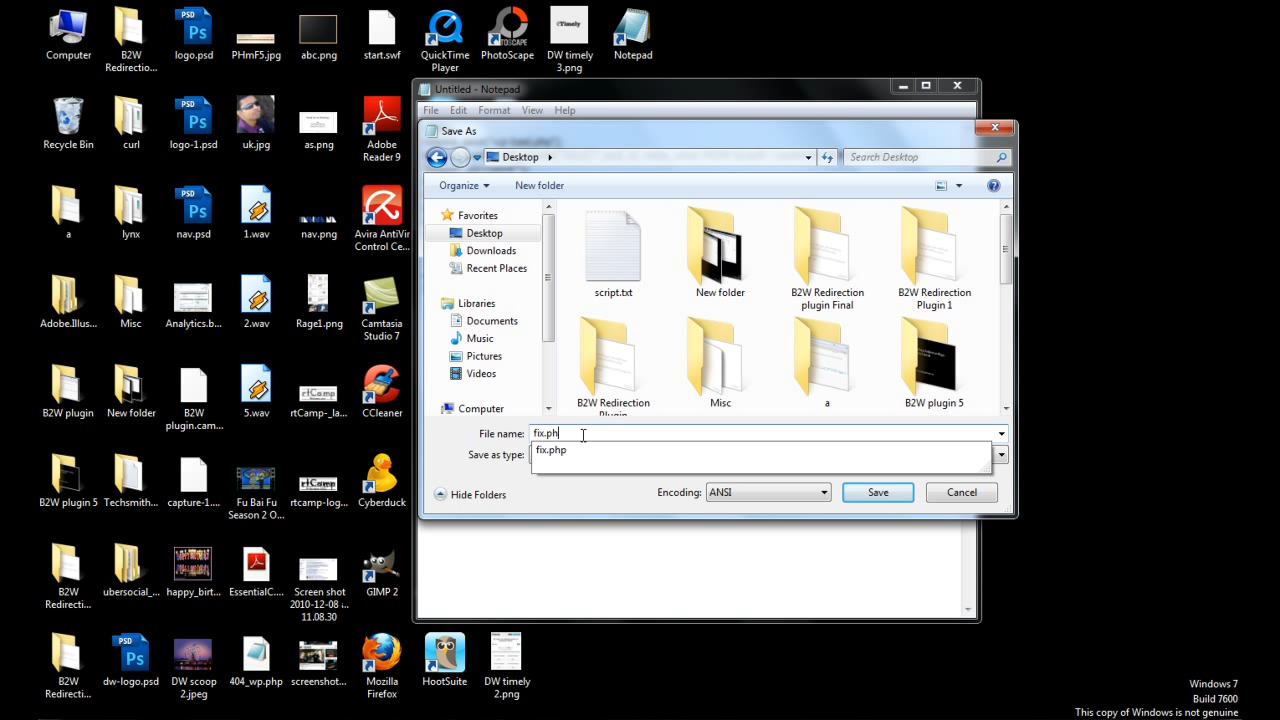 Computer
B2W
Redirectio...
logo.psd
PHmF5.jpg
abc.png
start.swf
QuickTime
Player
PhotoScape
DW timely
3.png
Notepad
Recycle Bin
curl
logo-1.psd
uk.jpg
as.png
Adobe
Reader 9
a
lynx
nav.psd
1.wav
nav.png
Avira AntiVir
Control Ce...
Adobe.Illus...
Misc
Analytics.b...
2.wav
Rage1.png
Camtasia
Studio 7
B2W plugin
New folder
B2W
plugin.cam...
5.wav
rtCamp-_la...
CCleaner
B2W plugin 5
Techsmith...
capture-1....
Fu Bai Fu
Season 2 O...
rtcamp-log...
Cyberduck
B2W
Redirecti...
ubersocial_...
happy_birt...
EssentialC....
Screen shot
2010-12-08 i...
11.08.30
GIMP 2
B2W
Redirecti...
dw-logo.psd
DW scoop
2.jpeg
404_wp.php
screenshot...
Mozilla
Firefox
HootSuite
DW timely
2.png
Untitled - Notepad
File Edit Format View Help
Save As
Desktop
Search Desktop
Organize New folder
Favorites
Desktop
Downloads
Recent Places
Libraries
Documents
Music
Pictures
Videos
Computer
script.txt
New folder
B2W Redirection
plugin Final
B2W Redirection
Plugin 1
B2W Redirection
Plugin
Misc
a
B2W plugin 5
File name: fix.ph
fix.php
Save as type:
Hide Folders
Encoding: ANSI
Save
Cancel
Windows 7
Build 7600
This copy of Windows is not genuine